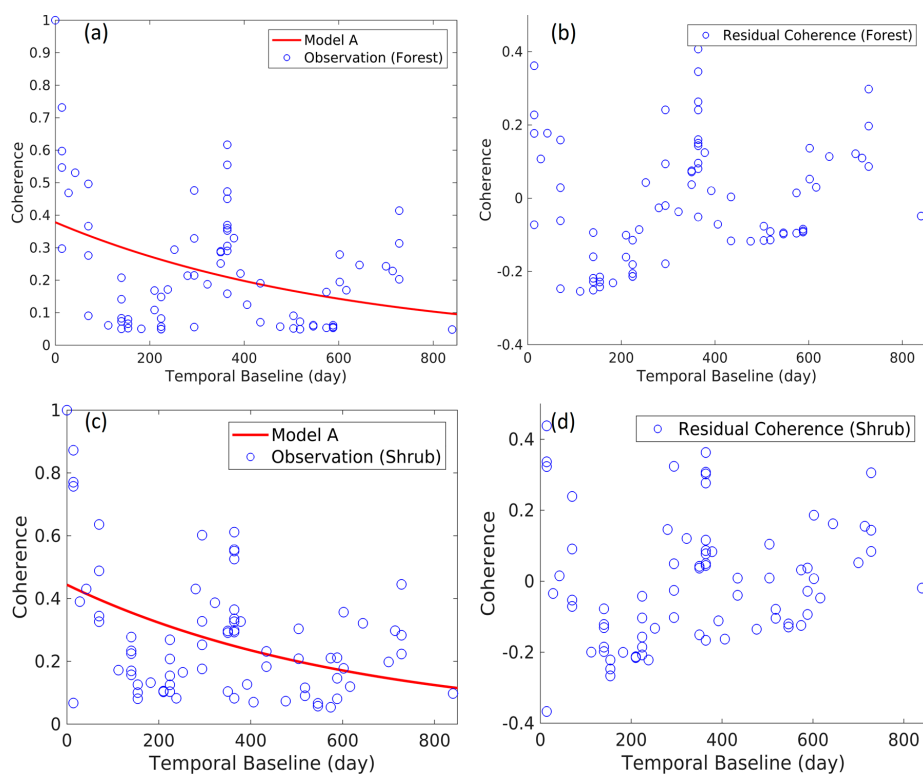 (a)
Model A
Observation (Forest)
1
0.9
0.8
0.7
0.6
0.5
0.4
0.3
0.2
0.1
0
0
200
400
600
800
Coherence
Temporal Baseline (day)
(b)
Residual Coherence (Forest)
0.4
0.2
0
-0.2
-0.4
0
200
400
600
800
Coherence
Temporal Baseline (day)
(c)
Model A
Observation (Shrub)
1
0.8
0.6
0.4
0.2
0
0
200
400
600
800
Coherence
Temporal Baseline (day)
(d)
Residual Coherence (Shrub)
0.4
0.2
0
-0.2
-0.4
0
200
400
600
800
Coherence
Temporal Baseline (day)